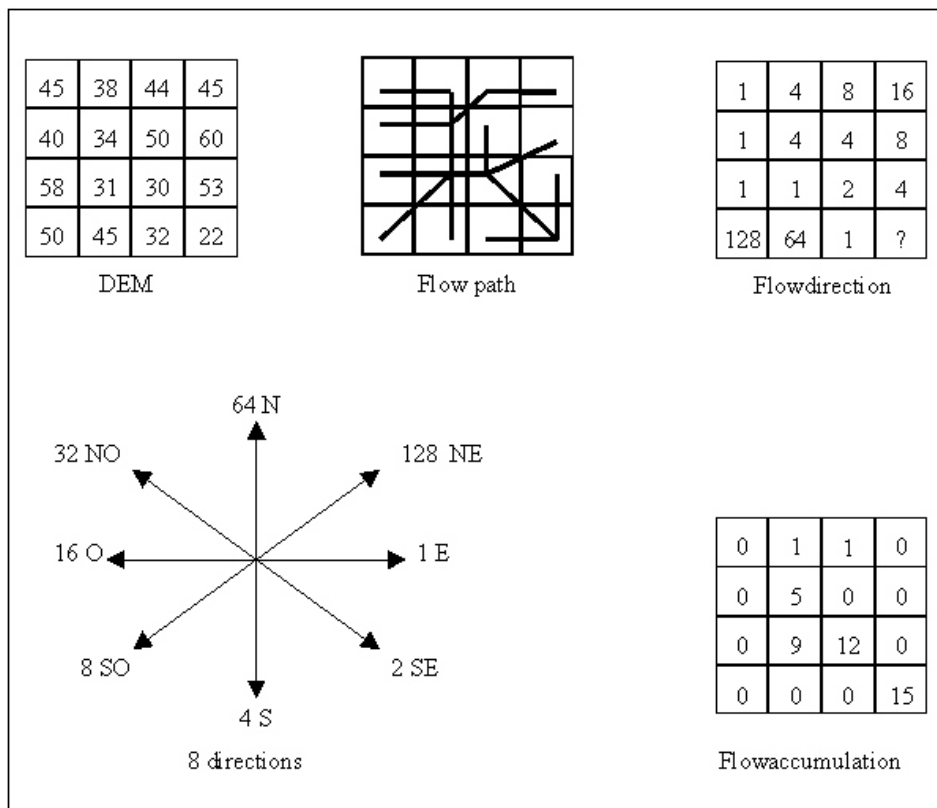 45 38 44 45
40 34 50 60
58 31 30 53
50 45 32 22
DEM
Flow path
1 4 8 16
1 4 4 8
1 1 2 4
128 64 1 ?
Flowdirection
64 N
32 NO
128 NE
16 O
1 E
8 SO
2 SE
4 S
8 directions
0 1 1 0
0 5 0 0
0 9 12 0
0 0 0 15
Flowaccumulation